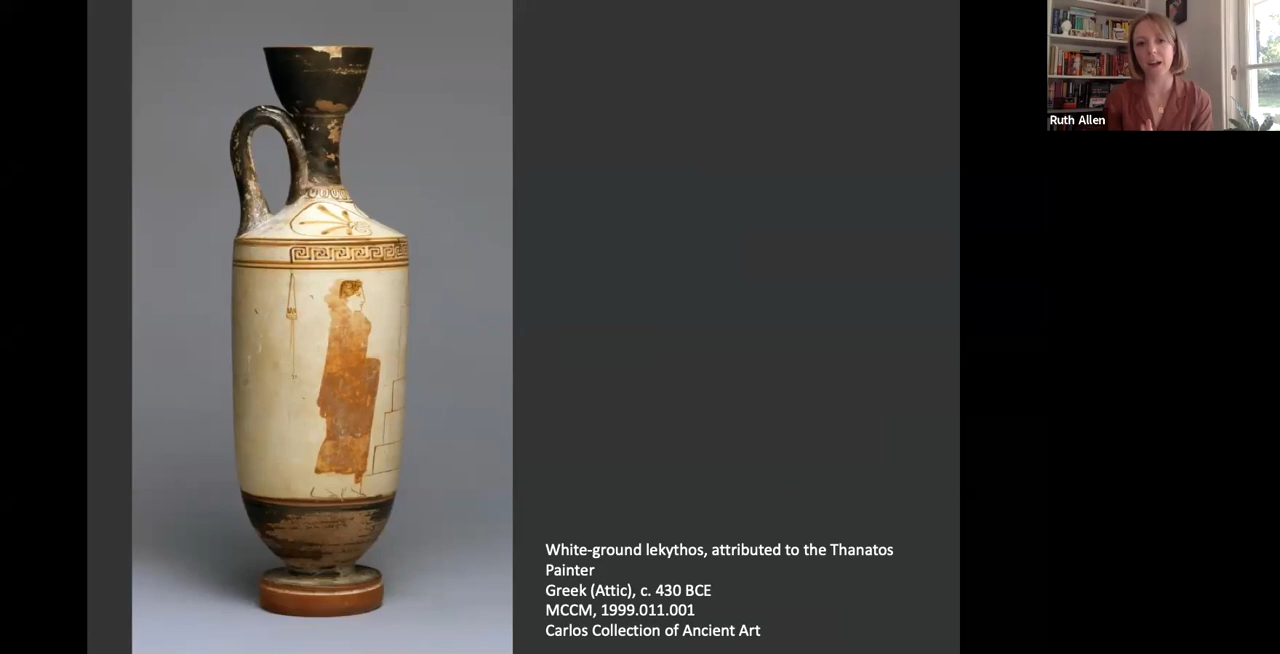 Ruth Allen
White-ground lekythos, attributed to the Thanatos
Painter
Greek (Attic), c. 430 BCE
MCCM, 1999.011.001
Carlos Collection of Ancient Art